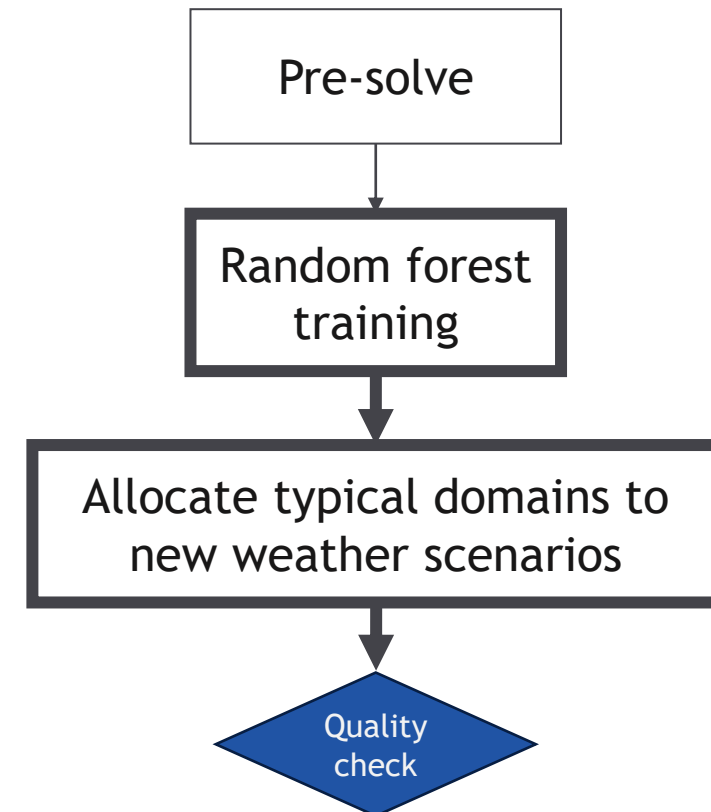 Pre-solve
Random forest
training
Allocate typical domains to
new weather scenarios
Quality
check